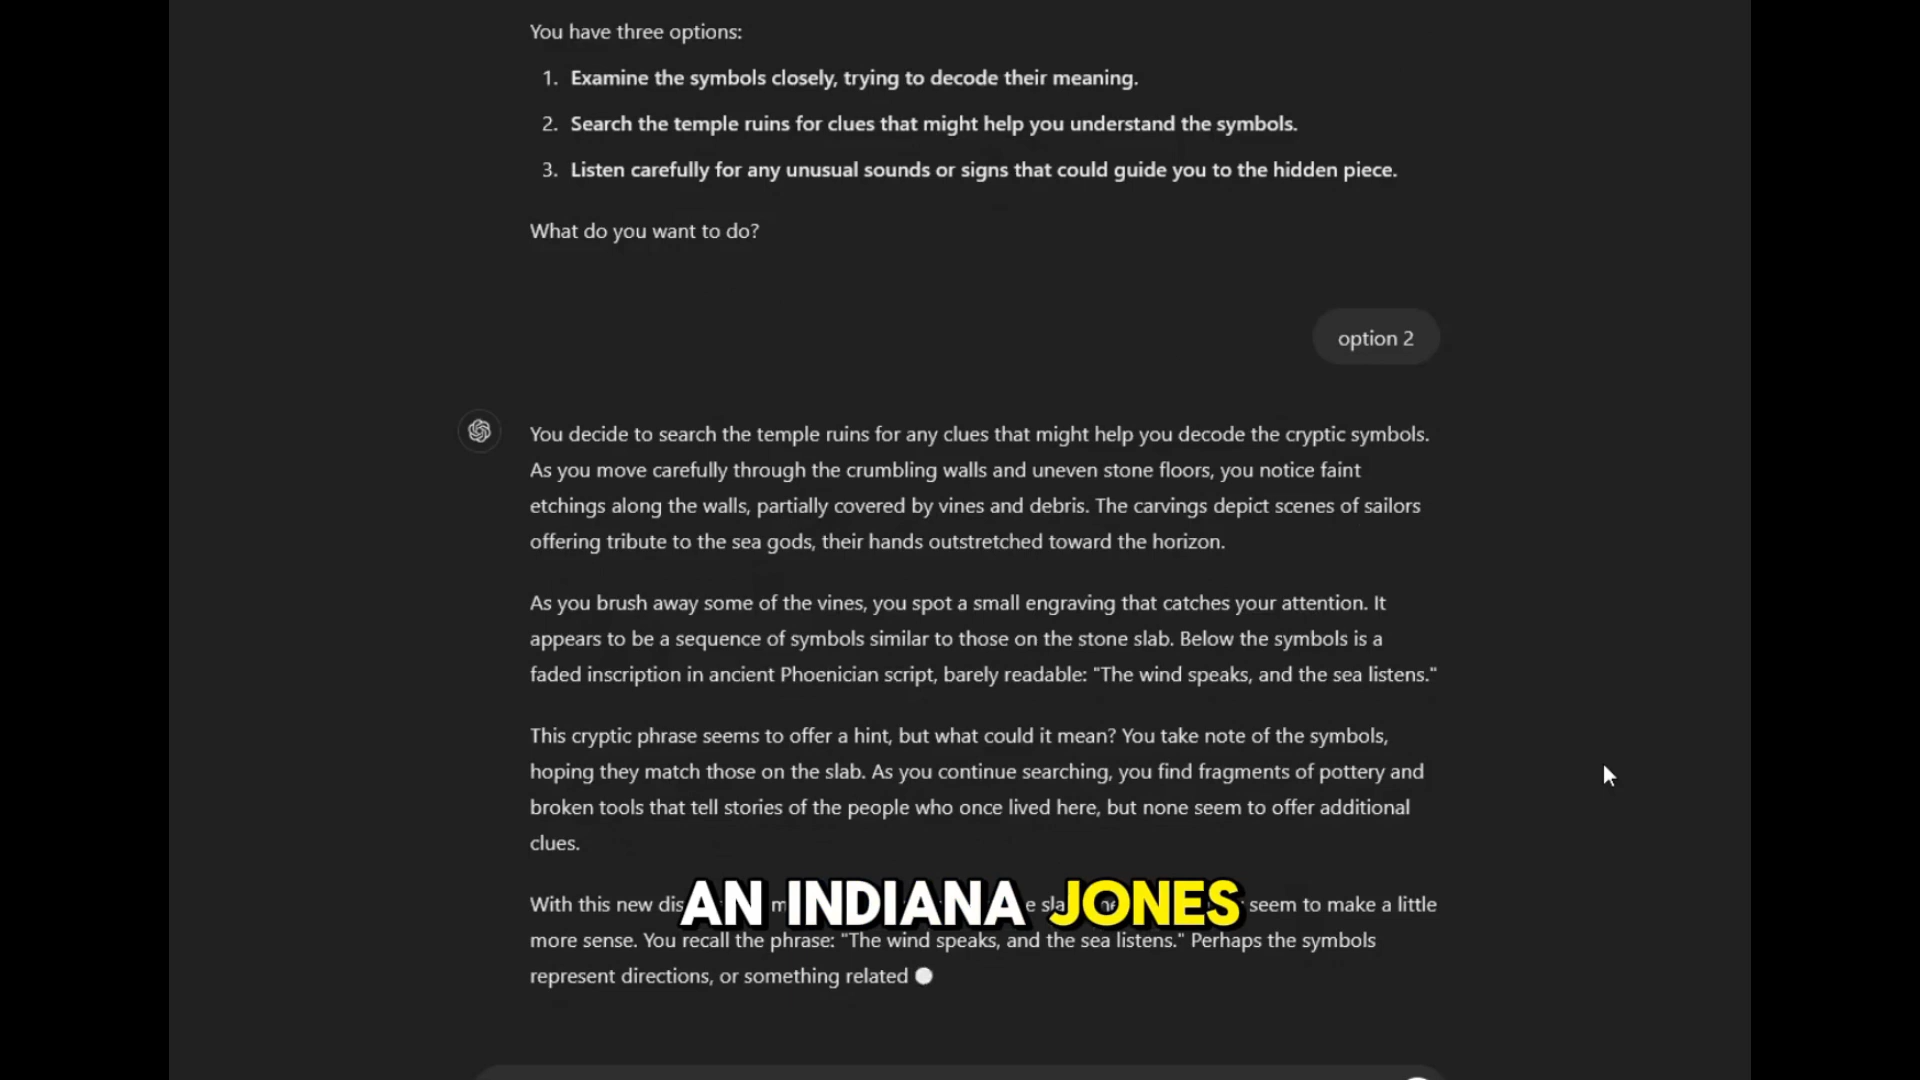 You have three options:
1. Examine the symbols closely, trying to decode their meaning.
2. Search the temple ruins for clues that might help you understand the symbols.
3. Listen carefully for any unusual sounds or signs that could guide you to the hidden piece.
What do you want to do?
option 2
You decide to search the temple ruins for any clues that might help you decode the cryptic symbols.
As you move carefully through the crumbling walls and uneven stone floors, you notice faint
etchings along the walls, partially covered by vines and debris. The carvings depict scenes of sailors
offering tribute to the sea gods, their hands outstretched toward the horizon.
As you brush away some of the vines, you spot a small engraving that catches your attention. It
appears to be a sequence of symbols similar to those on the stone slab. Below the symbols is a
faded inscription in ancient Phoenician script, barely readable: "The wind speaks, and the sea listens."
This cryptic phrase seems to offer a hint, but what could it mean? You take note of the symbols,
hoping they match those on the slab. As you continue searching, you find fragments of pottery and
broken tools that tell stories of the people who once lived here, but none seem to offer additional
clues.
With this new seem to make a little
AN INDIANA JONES
more sense. You recall the phrase: "The wind speaks, and the sea listens." Perhaps the symbols
represent directions, or something related